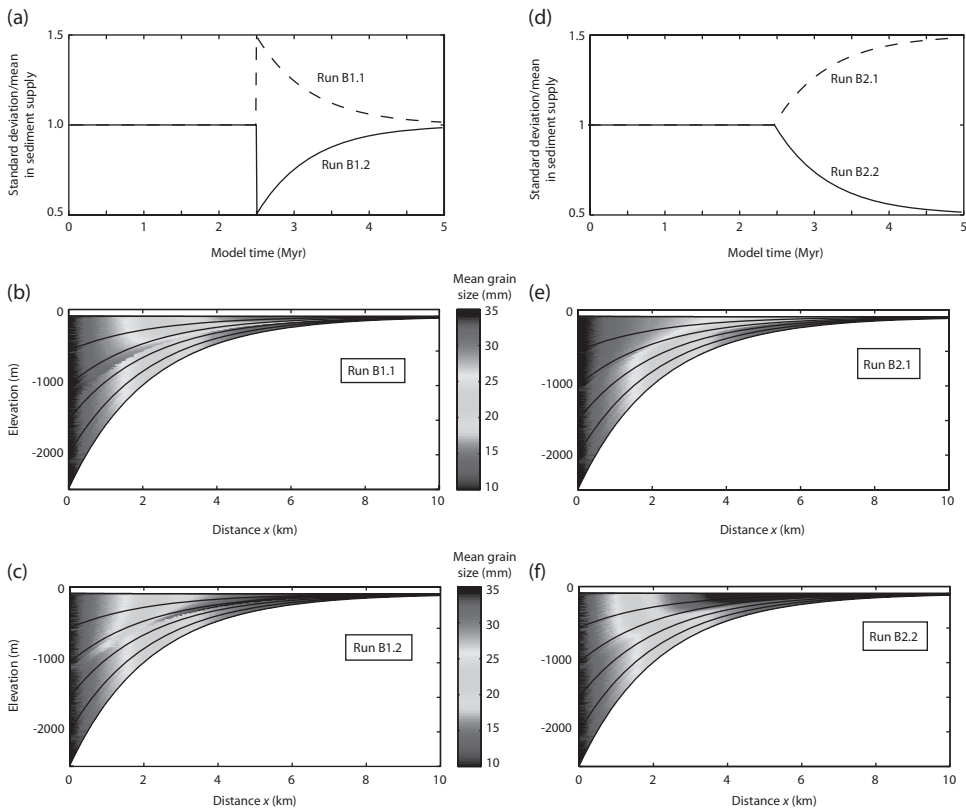 (a)
1.5
1.0
0.5
Standard deviation/mean
in sediment supply
Run B1.1
Run B1.2
0 1 2 3 4 5
Model time (Myr)
(d)
1.5
1
0.5
Standard deviation/mean
in sediment supply
Run B2.1
Run B2.2
0 1 2 3 4 5
Model time (Myr)
(b)
0
-1000
-2000
Elevation (m)
Run B1.1
0 2 4 6 8 10
Distance x (km)
Mean grain
size (mm)
35
30
25
20
15
10
(e)
0
-1000
-2000
Run B2.1
0 2 4 6 8 10
Distance x (km)
(c)
0
-1000
-2000
Elevation (m)
Run B1.2
0 2 4 6 8 10
Distance x (km)
Mean grain
size (mm)
35
30
25
20
15
10
(f)
0
-1000
-2000
Run B2.2
0 2 4 6 8 10
Distance x (km)